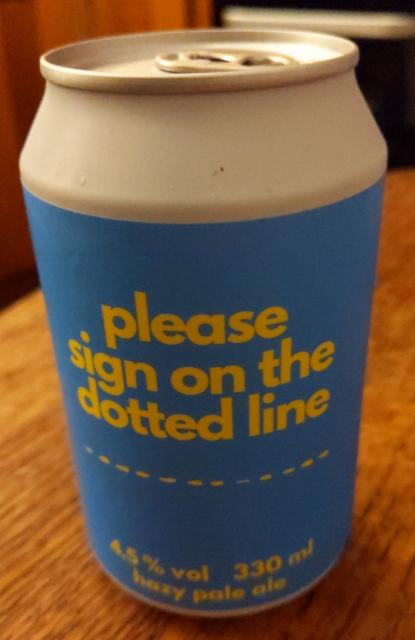 please
sign on the
dotted line
4.5% vol 330 ml
hazy pale ale